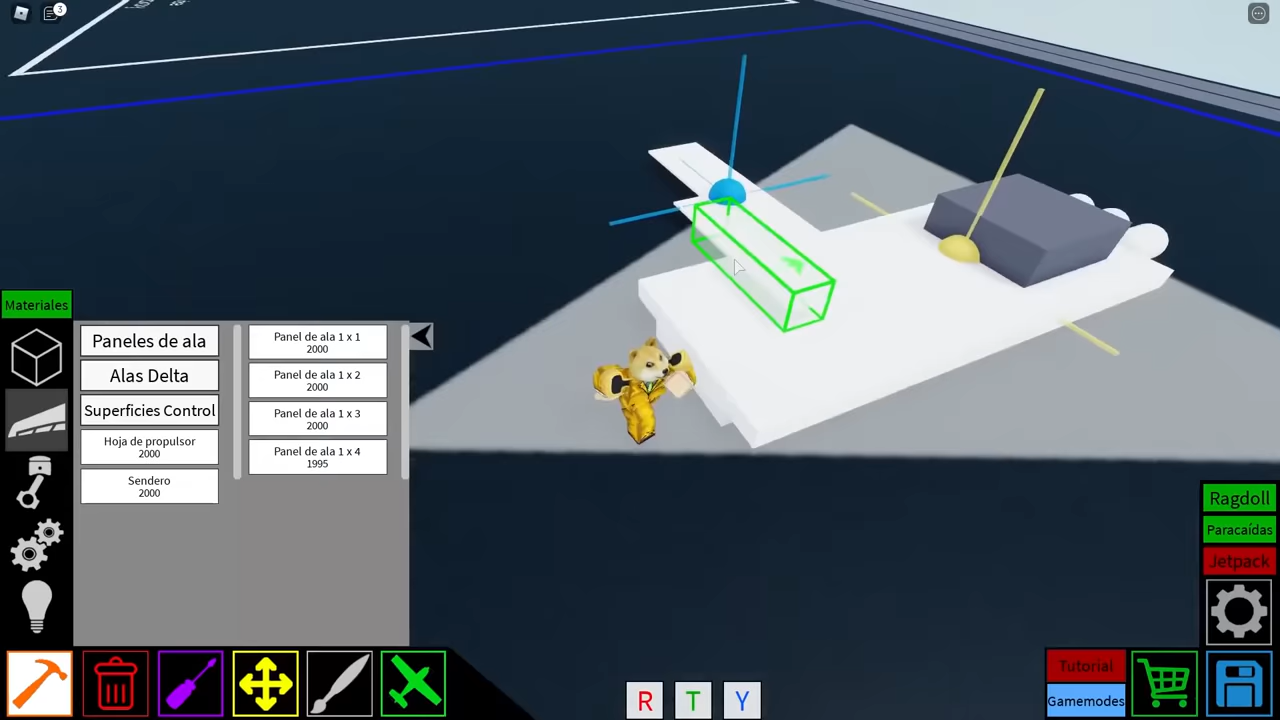 3
Materiales
Paneles de ala
Alas Delta
Superficies Control
Hoja de propulsor
2000
Sendero
2000
Panel de ala 1 x 1
2000
Panel de ala 1 x 2
2000
Panel de ala 1 x 3
2000
Panel de ala 1 x 4
1995
Ragdoll
Paracaídas
Jetpack
Tutorial
Gamemodes
R T Y